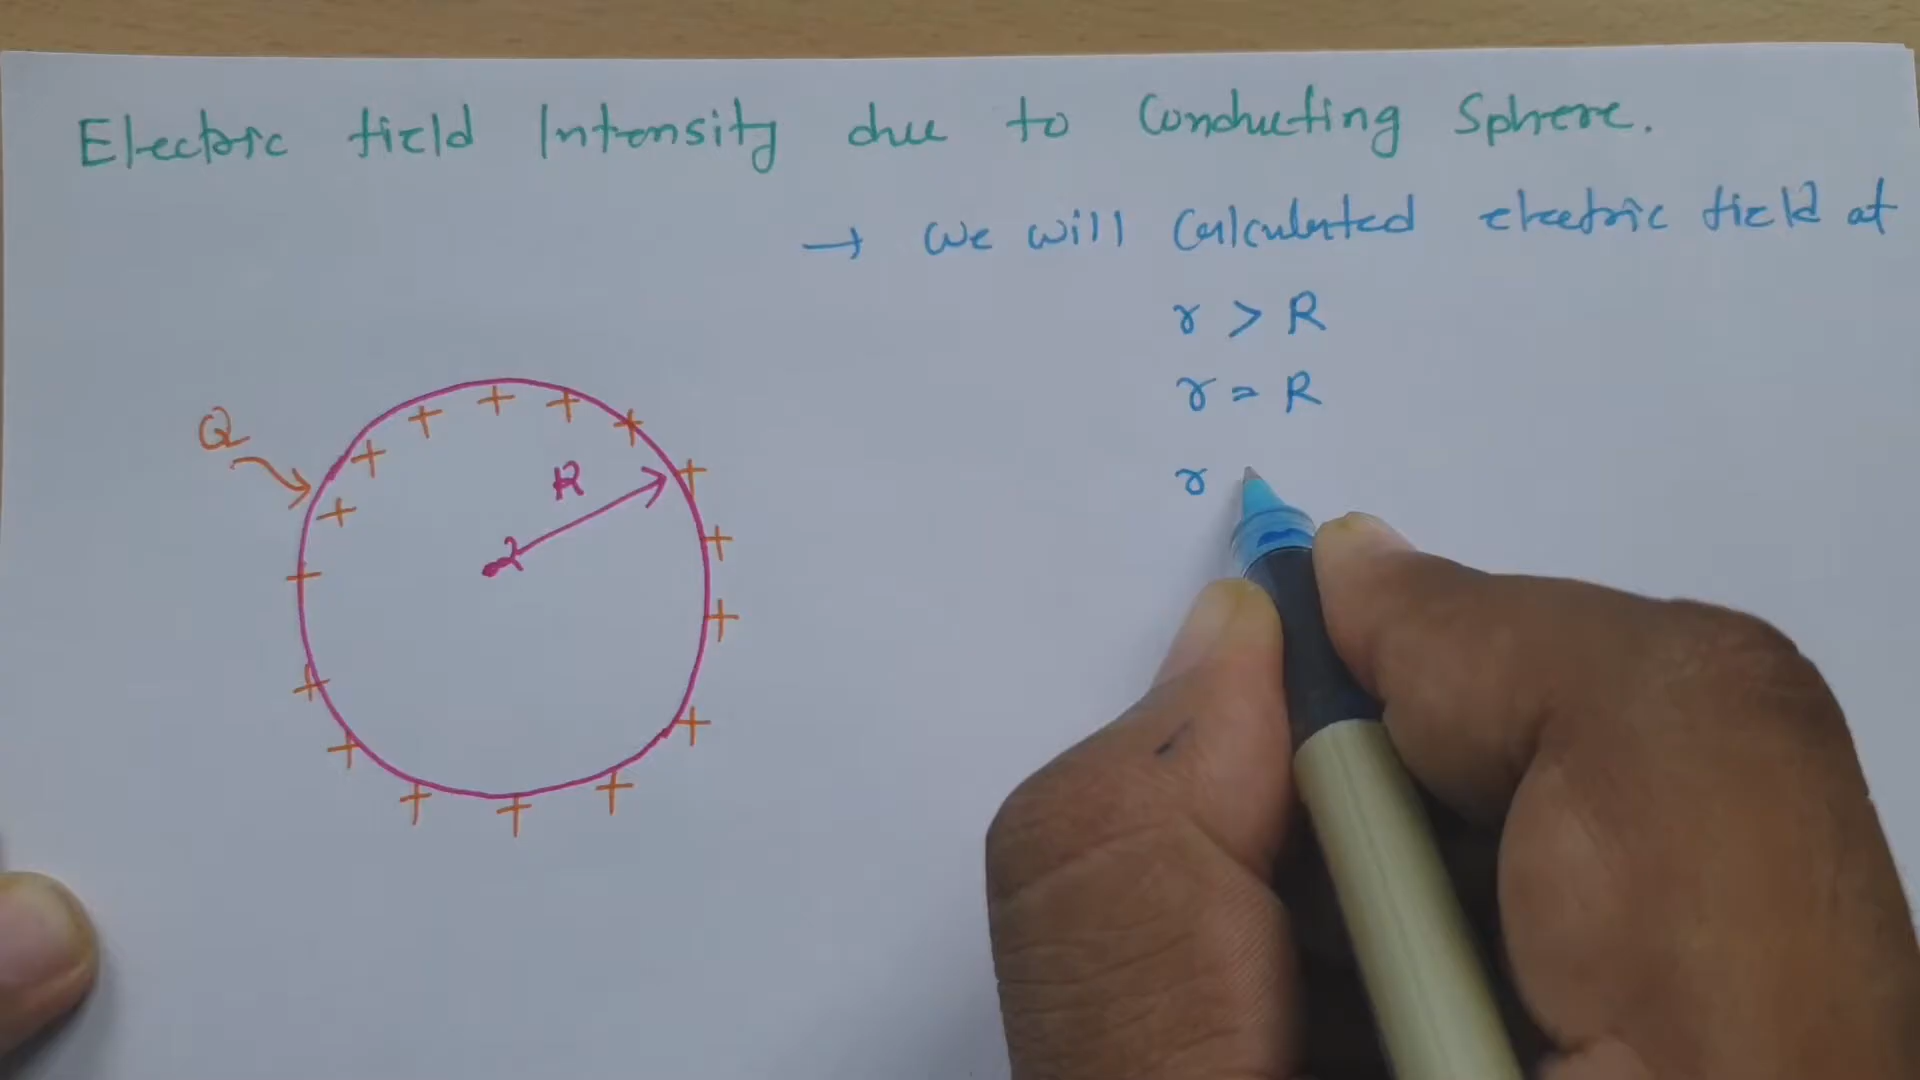 Electric field Intensity due to Conducting Sphere.
→ We will Calculated electric field at
r > R
r = R
r
Q
R
+ + + + + + + + + + + + + + + + + +